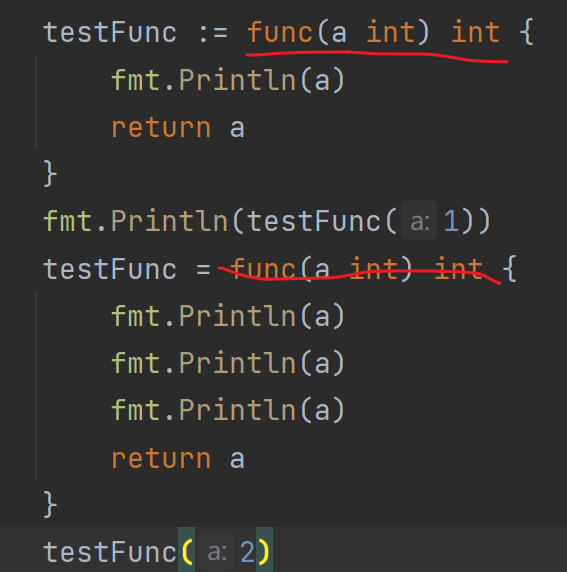 testFunc := func(a int) int {
fmt.Println(a)
return a
}
fmt.Println(testFunc( a: 1))
testFunc = func(a int) int {
fmt.Println(a)
fmt.Println(a)
fmt.Println(a)
return a
}
testFunc( a: 2)